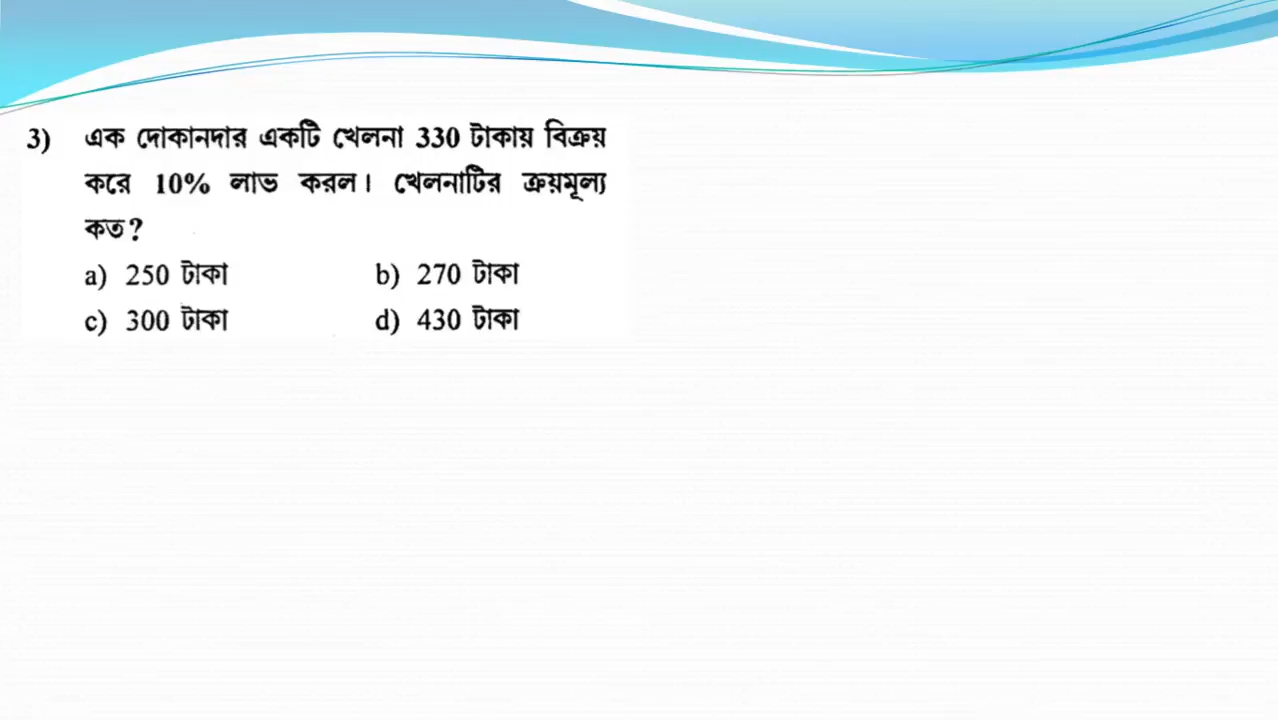 3) এক দোকানদার একটি খেলনা 330 টাকায় বিক্রয়
করে 10% লাভ করল। খেলনাটির ক্রয়মূল্য
কত?
a) 250 টাকা b) 270 টাকা
c) 300 টাকা d) 430 টাকা